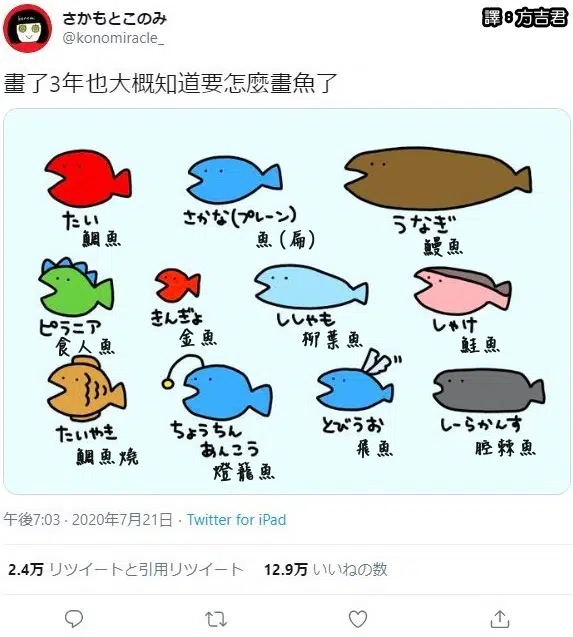 さかもとこのみ
@konomiracle_
譯：方吉君
畫了3年也大概知道要怎麼畫魚了
たい
鯛魚
さかな(プレーン)
魚(扁)
うなぎ
鰻魚
ピラニア
食人魚
きんぎょ
金魚
ししゃも
柳葉魚
しゃけ
鮭魚
たいやき
鯛魚燒
ちょうちん
あんこう
燈籠魚
とびうお
飛魚
しーらかんす
腔棘魚
午後7:03 · 2020年7月21日 · Twitter for iPad
2.4万 リツイートと引用リツイート 12.9万 いいねの数